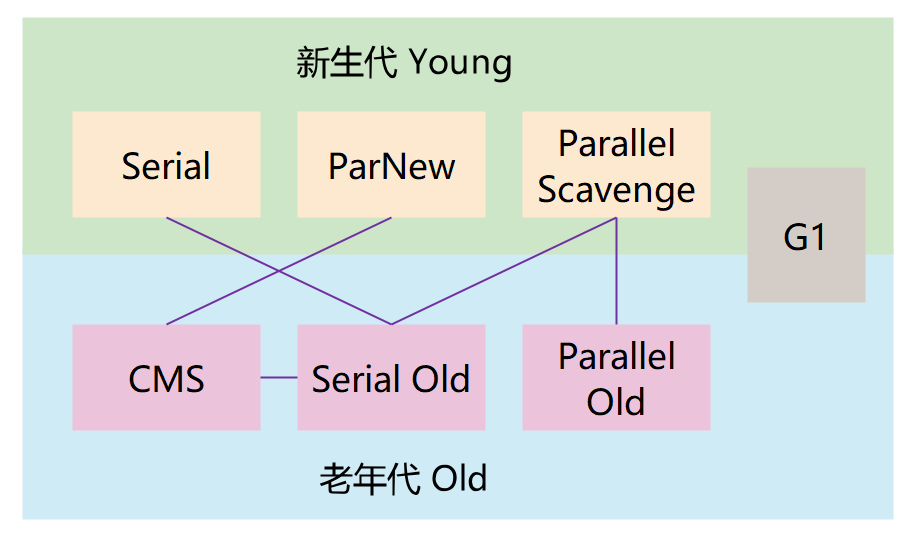 新生代 Young
Serial
ParNew
Parallel
Scavenge
G1
CMS
Serial Old
Parallel
Old
老年代 Old